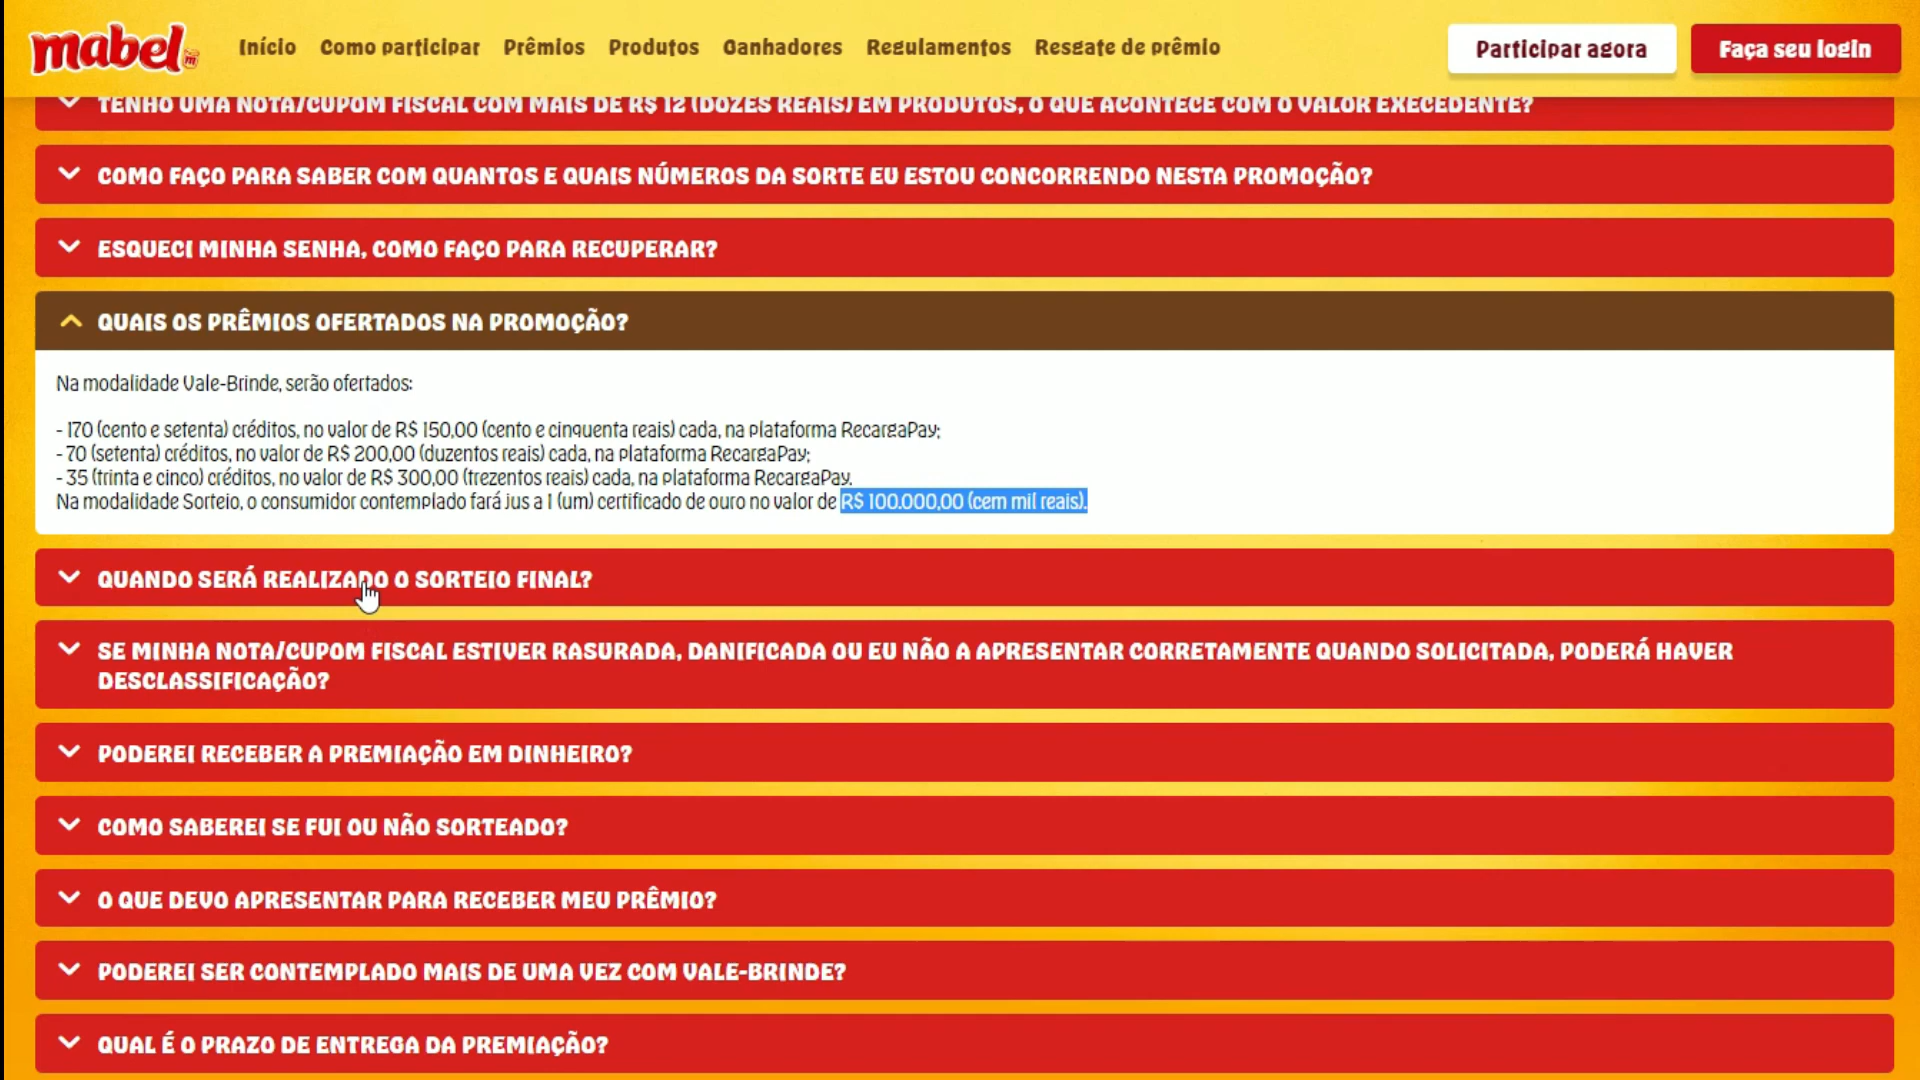 mabel
Início Como participar Prêmios Produtos Ganhadores Regulamentos Resgate de prêmio Participar agora Faça seu login
TENHO UMA NOTA/CUPOM FISCAL COM MAIS DE R$ 12 (DOZES REAIS) EM PRODUTOS, O QUE ACONTECE COM O VALOR EXECEDENTE?
COMO FAÇO PARA SABER COM QUANTOS E QUAIS NÚMEROS DA SORTE EU ESTOU CONCORRENDO NESTA PROMOÇÃO?
ESQUECI MINHA SENHA, COMO FAÇO PARA RECUPERAR?
QUAIS OS PRÊMIOS OFERTADOS NA PROMOÇÃO?
Na modalidade Vale-Brinde, serão ofertados:
- 170 (cento e setenta) créditos, no valor de R$ 150,00 (cento e cinquenta reais) cada, na plataforma RecargaPay;
- 70 (setenta) créditos, no valor de R$ 200,00 (duzentos reais) cada, na plataforma RecargaPay;
- 35 (trinta e cinco) créditos, no valor de R$ 300,00 (trezentos reais) cada, na plataforma RecargaPay.
Na modalidade Sorteio, o consumidor contemplado fará jus a 1 (um) certificado de ouro no valor de R$ 100.000,00 (cem mil reais).
QUANDO SERÁ REALIZADO O SORTEIO FINAL?
SE MINHA NOTA/CUPOM FISCAL ESTIVER RASURADA, DANIFICADA OU EU NÃO A APRESENTAR CORRETAMENTE QUANDO SOLICITADA, PODERÁ HAVER
DESCLASSIFICAÇÃO?
PODEREI RECEBER A PREMIAÇÃO EM DINHEIRO?
COMO SABEREI SE FUI OU NÃO SORTEADO?
O QUE DEVO APRESENTAR PARA RECEBER MEU PRÊMIO?
PODEREI SER CONTEMPLADO MAIS DE UMA VEZ COM VALE-BRINDE?
QUAL É O PRAZO DE ENTREGA DA PREMIAÇÃO?